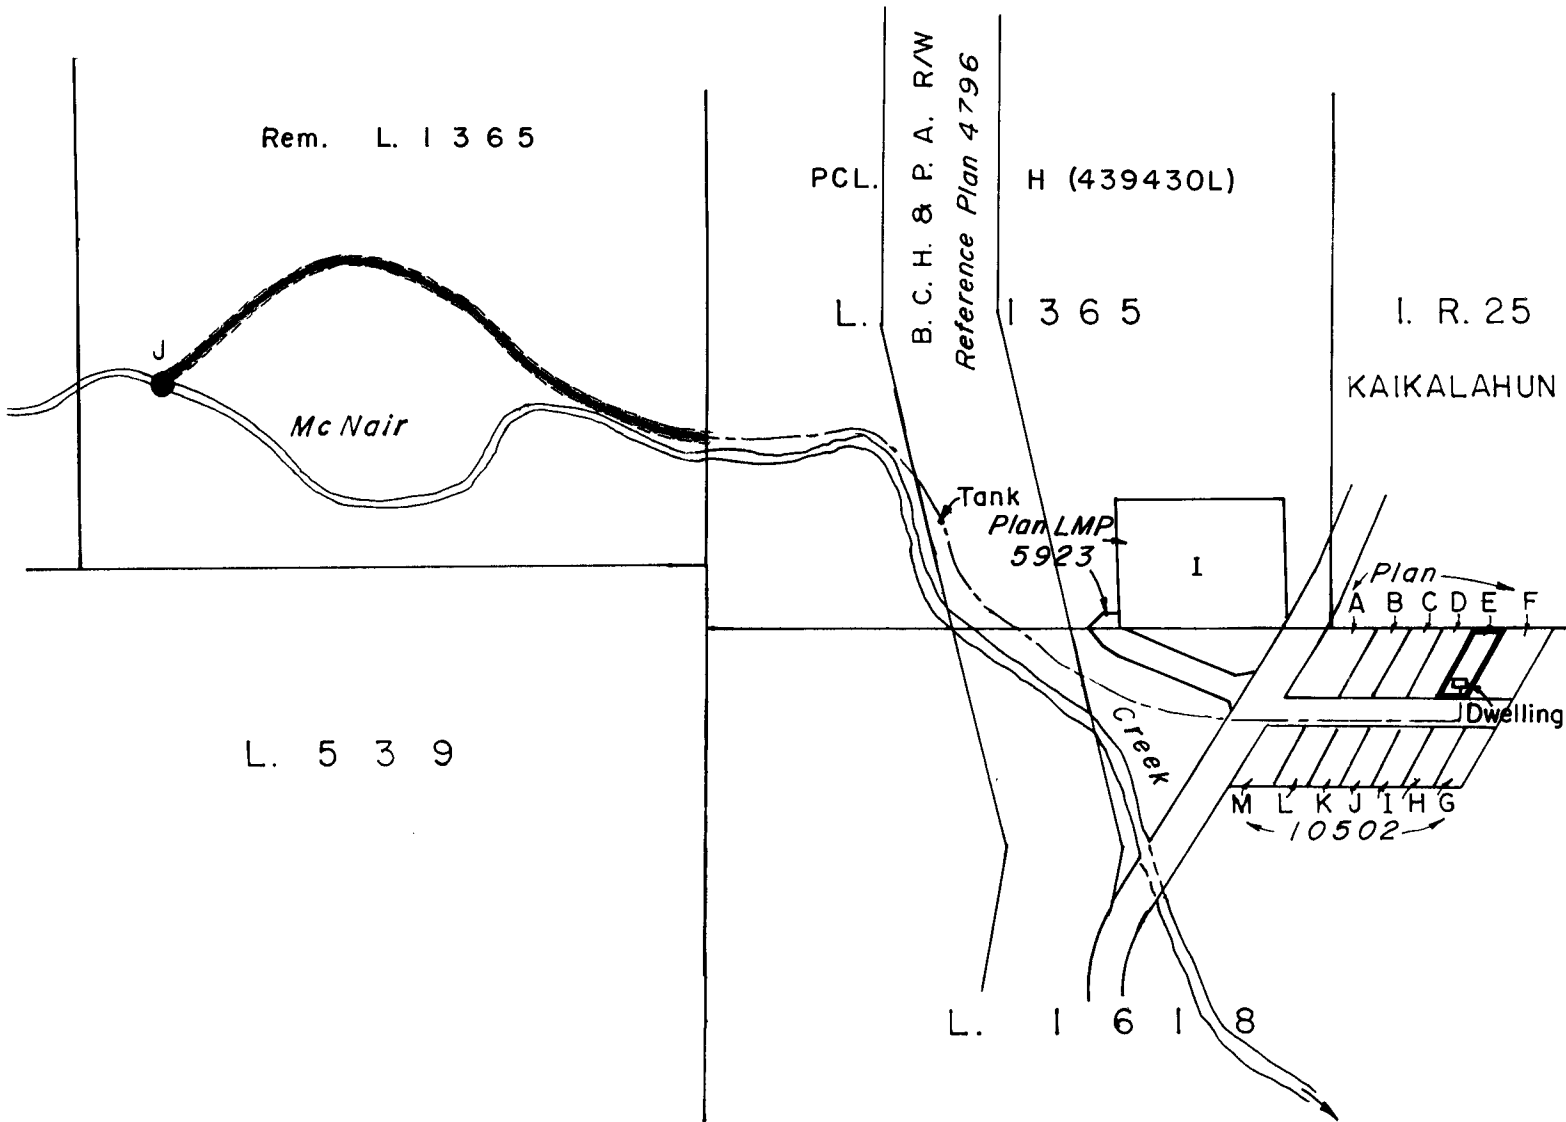 Rem. L. 1 3 6 5
PCL.
B. C. H. & P. A. R/W
Reference Plan 4796
H (439430L)
L.
1 3 6 5
I. R. 25
KAIKALAHUN
J
Mc Nair
Tank
Plan LMP
5923
I
Plan
A B C D E F
Dwelling
Creek
L. 5 3 9
M L K J I H G
10502
L. 1 6 1 8